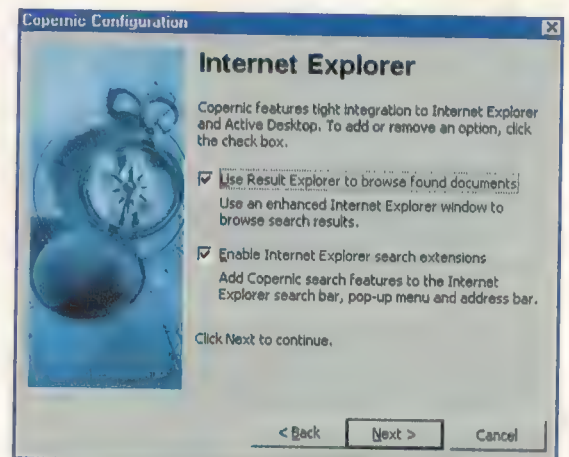 Copernic Configuration
Internet Explorer
Copernic features tight integration to Internet Explorer
and Active Desktop. To add or remove an option, click
the check box.
Use Result Explorer to browse found documents
Use an enhanced Internet Explorer window to
browse search results.
Enable Internet Explorer search extensions
Add Copernic search features to the Internet
Explorer search bar, pop-up menu and address bar.
Click Next to continue.
< Back
Next >
Cancel